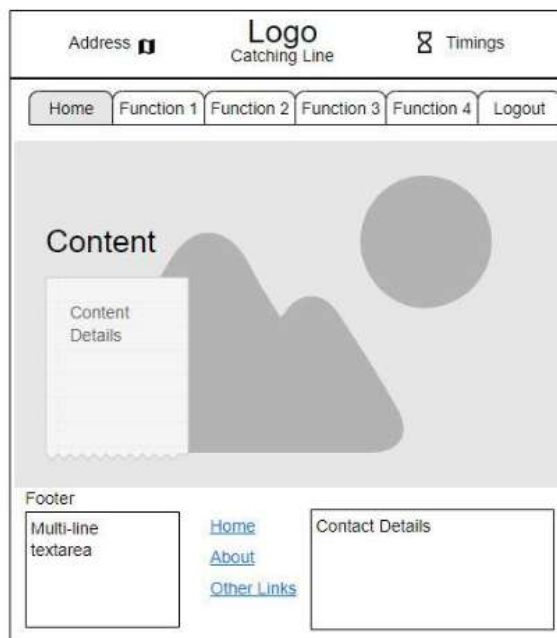 Address
Logo
Catching Line
Timings
Home Function 1 Function 2 Function 3 Function 4 Logout
Content
Content
Details
Footer
Multi-line
textarea
Home
About
Other Links
Contact Details